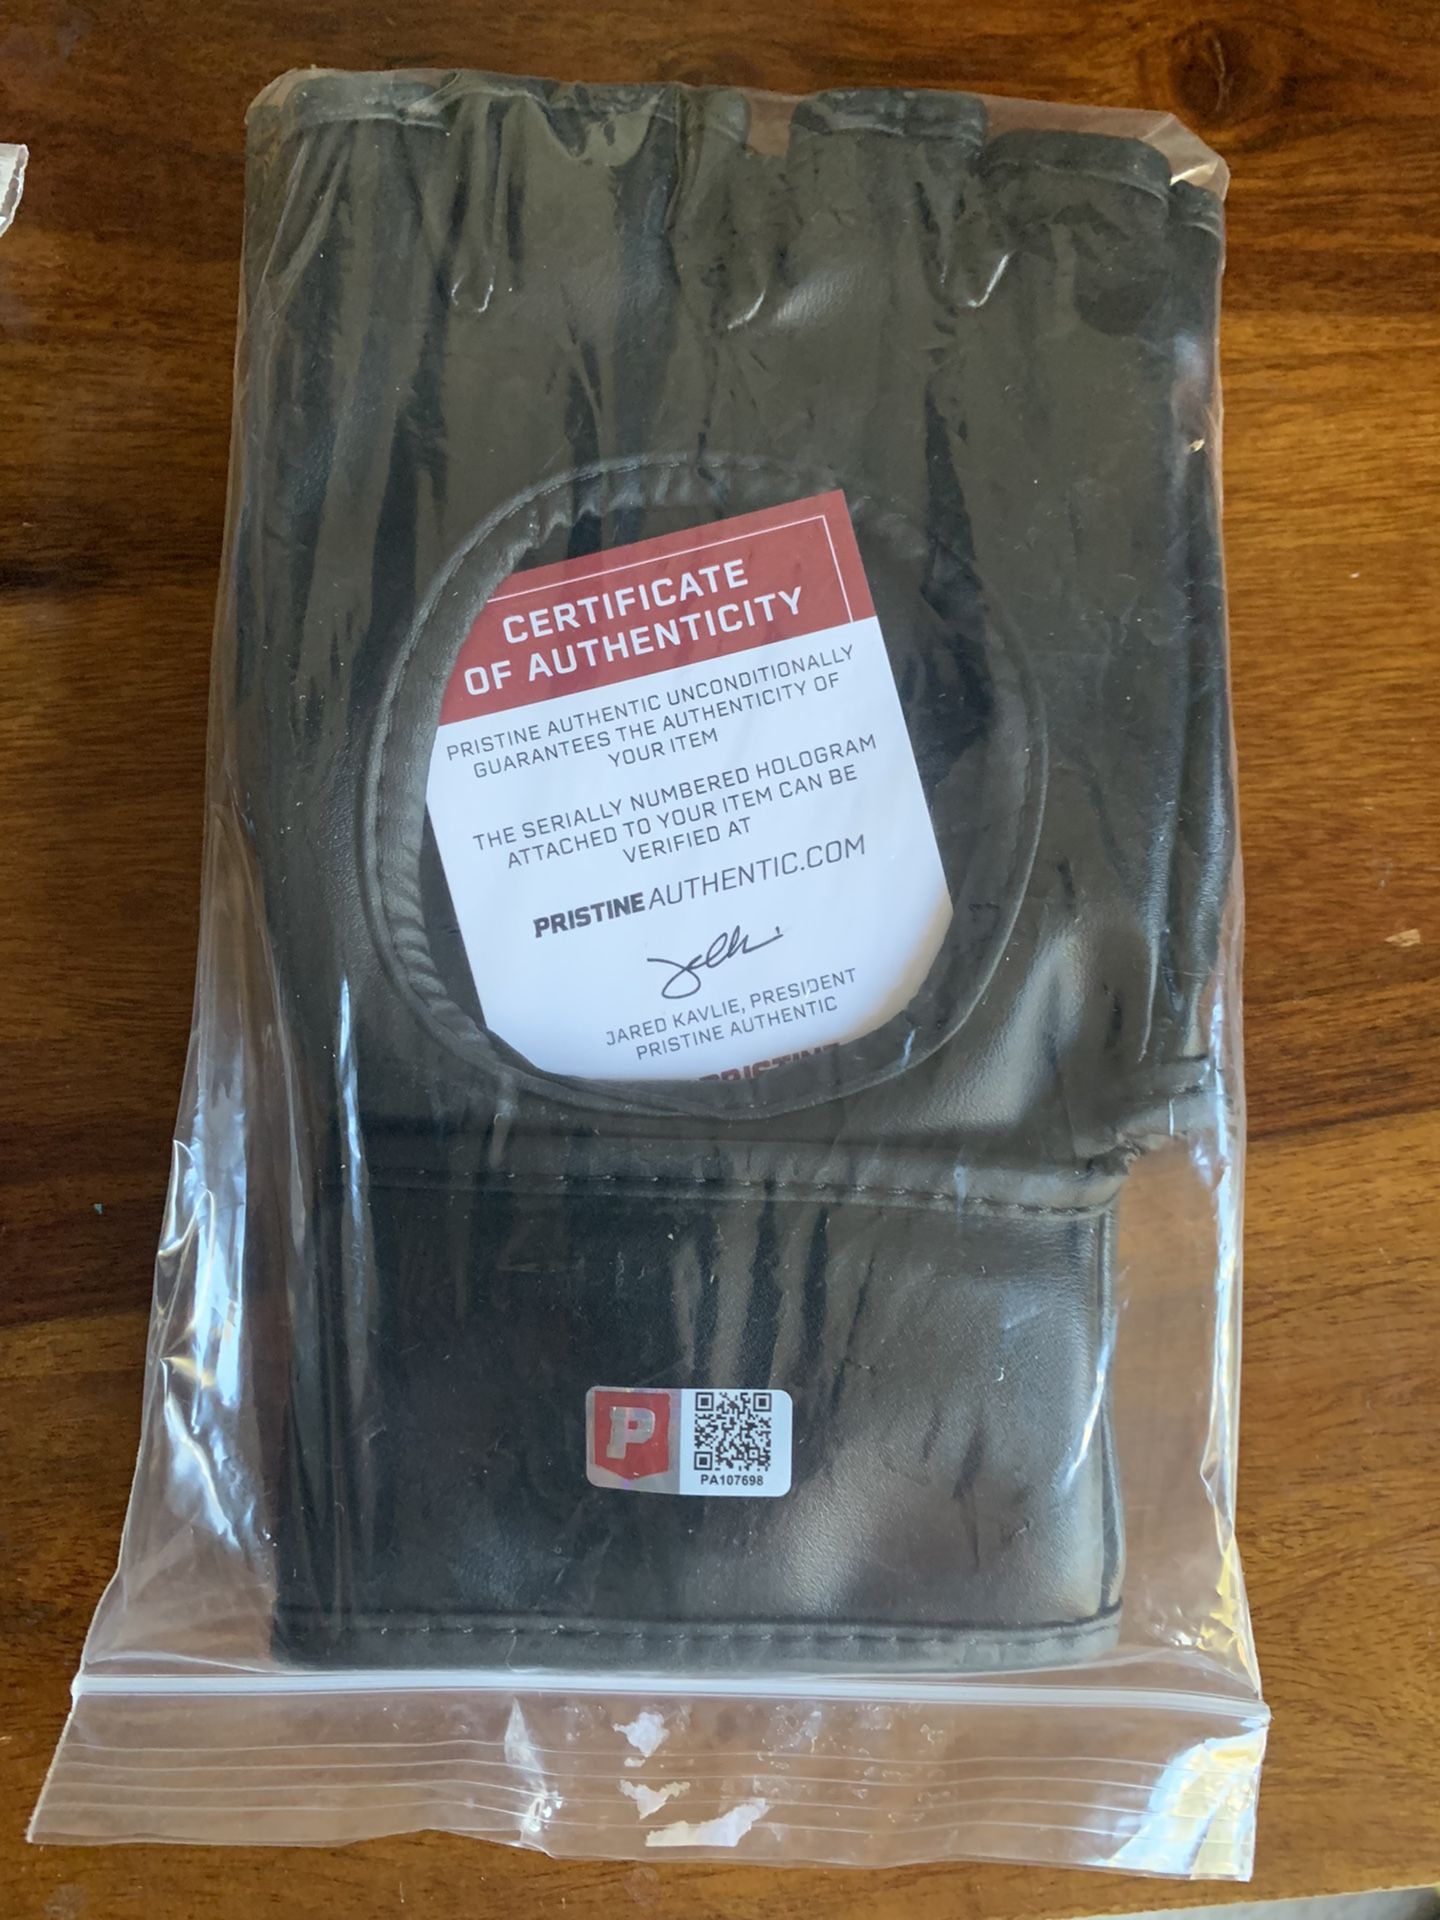 CERTIFICATE
OF AUTHENTICITY
PRISTINE AUTHENTIC UNCONDITIONALLY
GUARANTEES THE AUTHENTICITY OF
YOUR ITEM
THE SERIALLY NUMBERED HOLOGRAM
ATTACHED TO YOUR ITEM CAN BE
VERIFIED AT
PRISTINEAUTHENTIC.COM
JARED KAVLIE, PRESIDENT
PRISTINE AUTHENTIC
PRISTINE
P
PA107698